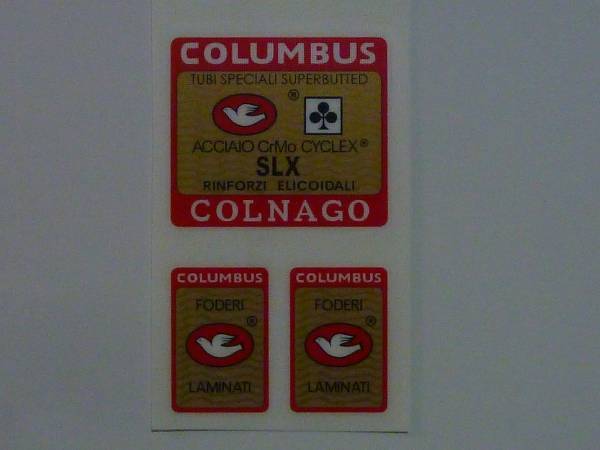 COLUMBUS
TUBI SPECIALI SUPERBUTTED
®
ACCIAIO CrMo CYCLEX®
SLX
RINFORZI ELICOIDALI
COLNAGO
COLUMBUS
FODERI
®
LAMINATI
COLUMBUS
FODERI
®
LAMINATI